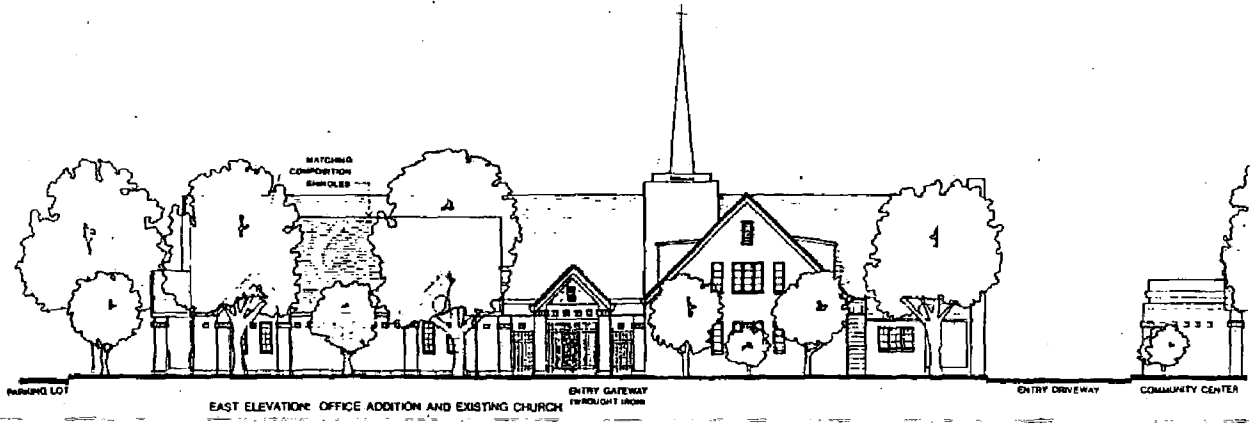 MATCHING
COMPOSITION
SHINGLES
PARKING LOT
ENTRY GATEWAY
(WROUGHT IRON)
ENTRY DRIVEWAY
COMMUNITY CENTER
EAST ELEVATION: OFFICE ADDITION AND EXISTING CHURCH